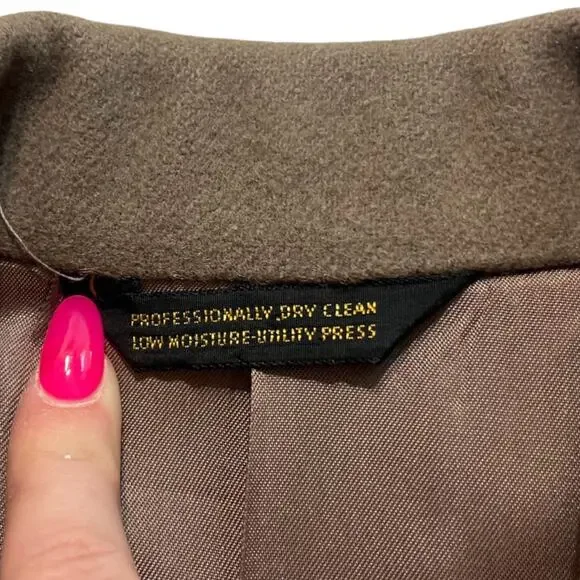 PROFESSIONALLY DRY CLEAN
LOW MOISTURE-UTILITY PRESS